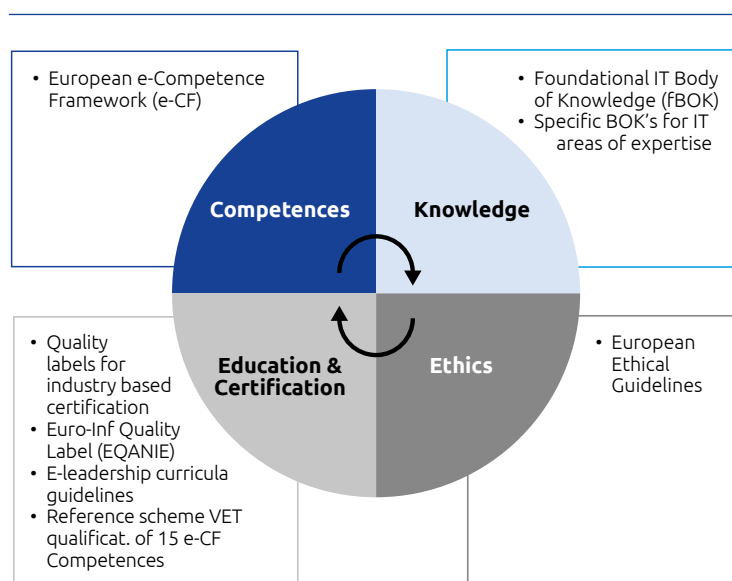 • European e-Competence
Framework (e-CF)
• Foundational IT Body
of Knowledge (fBOK)
• Specific BOK's for IT
areas of expertise
Competences
Knowledge
• Quality
labels for
industry based
certification
• Euro-Inf Quality
Label (EQANIE)
• E-leadership curricula
guidelines
• Reference scheme VET
qualificat. of 15 e-CF
Competences
Education &
Certification
Ethics
• European
Ethical
Guidelines